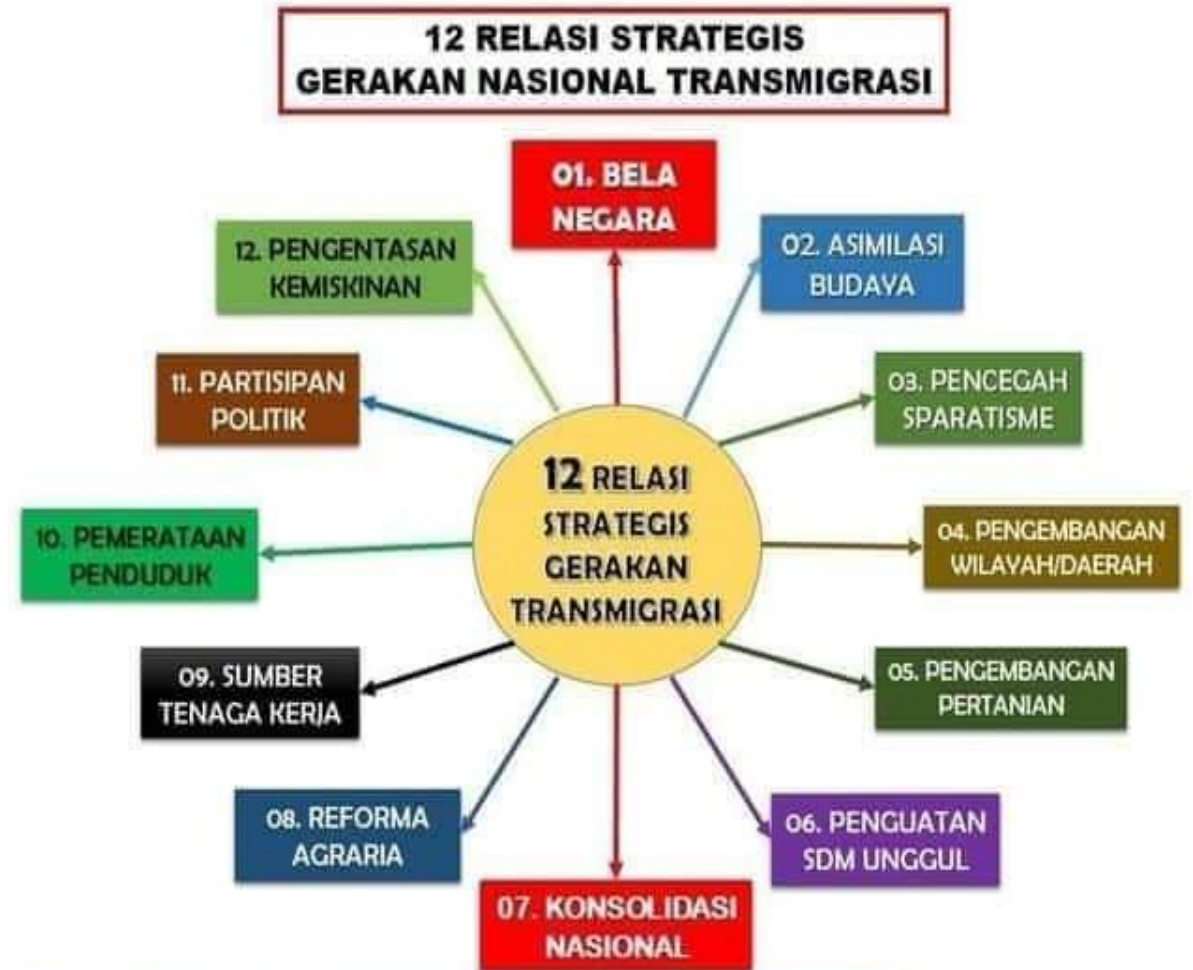 12 RELASI STRATEGIS
GERAKAN NASIONAL TRANSMIGRASI
01. BELA
NEGARA
02. ASIMILASI
BUDAYA
03. PENCEGAH
SPARATISME
04. PENGEMBANGAN
WILAYAH/DAERAH
05. PENGEMBANGAN
PERTANIAN
06. PENGUATAN
SDM UNGGUL
07. KONSOLIDASI
NASIONAL
08. REFORMA
AGRARIA
09. SUMBER
TENAGA KERJA
10. PEMERATAAN
PENDUDUK
11. PARTISIPAN
POLITIK
12. PENGENTASAN
KEMISKINAN
12 RELASI
STRATEGIS
GERAKAN
TRANSMIGRASI